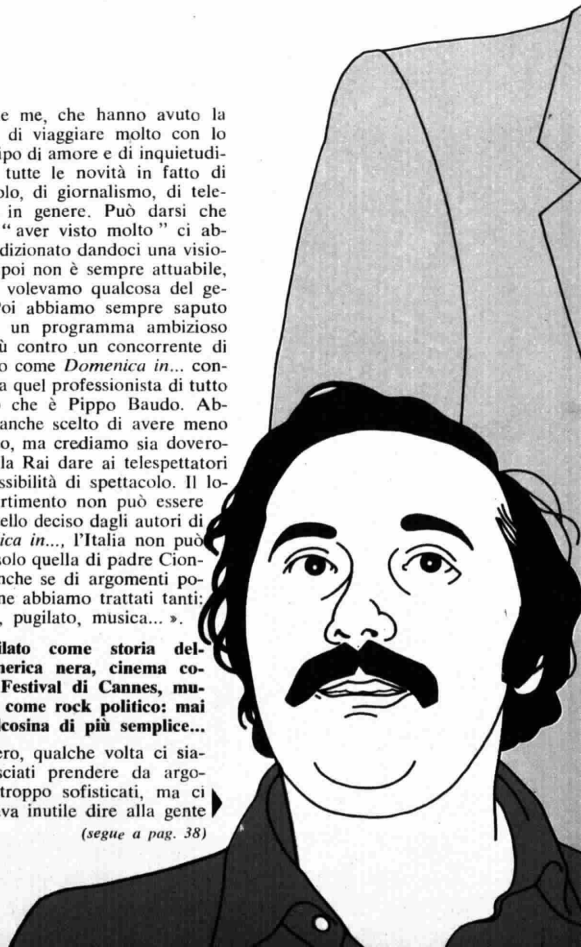 e me, che hanno avuto la
di viaggiare molto con lo
ipo di amore e di inquietudi-
tutte le novità in fatto di
olo, di giornalismo, di tele-
in genere. Può darsi che
“ aver visto molto ” ci ab-
dizionato dandoci una visio-
poi non è sempre attuabile,
volevamo qualcosa del ge-
Poi abbiamo sempre saputo
un programma ambizioso
ù contro un concorrente di
o come Domenica in... con-
a quel professionista di tutto
che è Pippo Baudo. Ab-
anche scelto di avere meno
o, ma crediamo sia dovero-
la Rai dare ai telespettatori
ssibilità di spettacolo. Il lo-
rtimento non può essere
ello deciso dagli autori di
ica in..., l'Italia non può
solo quella di padre Cion-
nche se di argomenti po-
ne abbiamo trattati tanti:
, pugilato, musica... ».
ilato come storia del-
merica nera, cinema co-
Festival di Cannes, mu-
come rock politico: mai
lcosina di più semplice...
ero, qualche volta ci sia-
sciati prendere da argo-
troppo sofisticati, ma ci
va inutile dire alla gente
(segue a pag. 38)